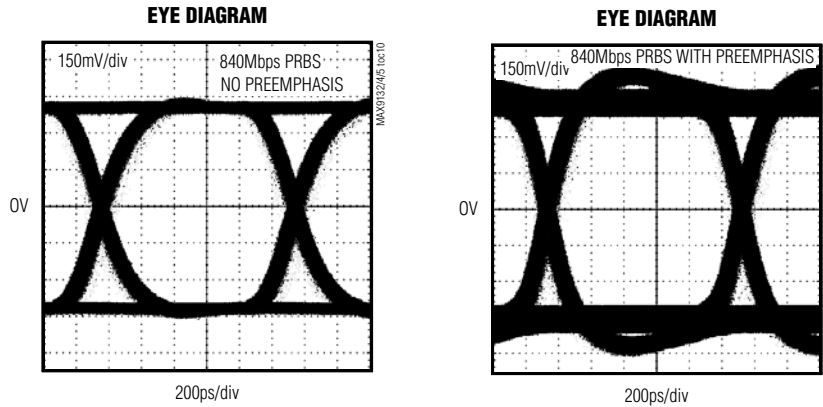 EYE DIAGRAM
150mV/div
840Mbps PRBS
NO PREEMPHASIS
MAX9132/4/5 toc10
0V
200ps/div
EYE DIAGRAM
840Mbps PRBS WITH PREEMPHASIS
150mV/div
0V
200ps/div